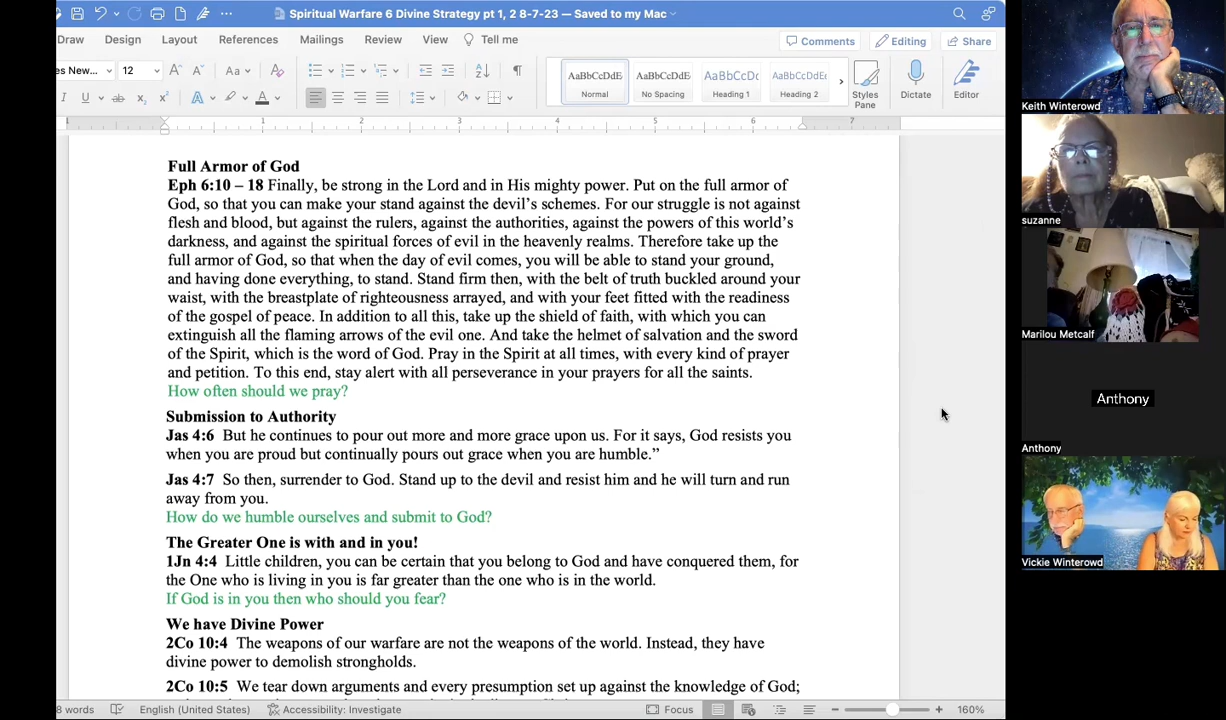 Spiritual Warfare 6 Divine Strategy pt 1, 2 8-7-23 — Saved to my Mac
Draw Design Layout References Mailings Review View Tell me
Comments Editing Share
es New... 12 Aa
AaBbCcDdE AaBbCcDdE AaBbCcDc AaBbCcDdE
Normal No Spacing Heading 1 Heading 2
Styles Pane Dictate Editor
1 1 2 3 4 5 6 7
Full Armor of God
Eph 6:10 – 18 Finally, be strong in the Lord and in His mighty power. Put on the full armor of
God, so that you can make your stand against the devil's schemes. For our struggle is not against
flesh and blood, but against the rulers, against the authorities, against the powers of this world's
darkness, and against the spiritual forces of evil in the heavenly realms. Therefore take up the
full armor of God, so that when the day of evil comes, you will be able to stand your ground,
and having done everything, to stand. Stand firm then, with the belt of truth buckled around your
waist, with the breastplate of righteousness arrayed, and with your feet fitted with the readiness
of the gospel of peace. In addition to all this, take up the shield of faith, with which you can
extinguish all the flaming arrows of the evil one. And take the helmet of salvation and the sword
of the Spirit, which is the word of God. Pray in the Spirit at all times, with every kind of prayer
and petition. To this end, stay alert with all perseverance in your prayers for all the saints.
How often should we pray?
Submission to Authority
Jas 4:6 But he continues to pour out more and more grace upon us. For it says, God resists you
when you are proud but continually pours out grace when you are humble.”
Jas 4:7 So then, surrender to God. Stand up to the devil and resist him and he will turn and run
away from you.
How do we humble ourselves and submit to God?
The Greater One is with and in you!
1Jn 4:4 Little children, you can be certain that you belong to God and have conquered them, for
the One who is living in you is far greater than the one who is in the world.
If God is in you then who should you fear?
We have Divine Power
2Co 10:4 The weapons of our warfare are not the weapons of the world. Instead, they have
divine power to demolish strongholds.
2Co 10:5 We tear down arguments and every presumption set up against the knowledge of God;
8 words English (United States) Accessibility: Investigate Focus 160%
Keith Winterowd
suzanne
Marilou Metcalf
Anthony
Anthony
Vickie Winterowd